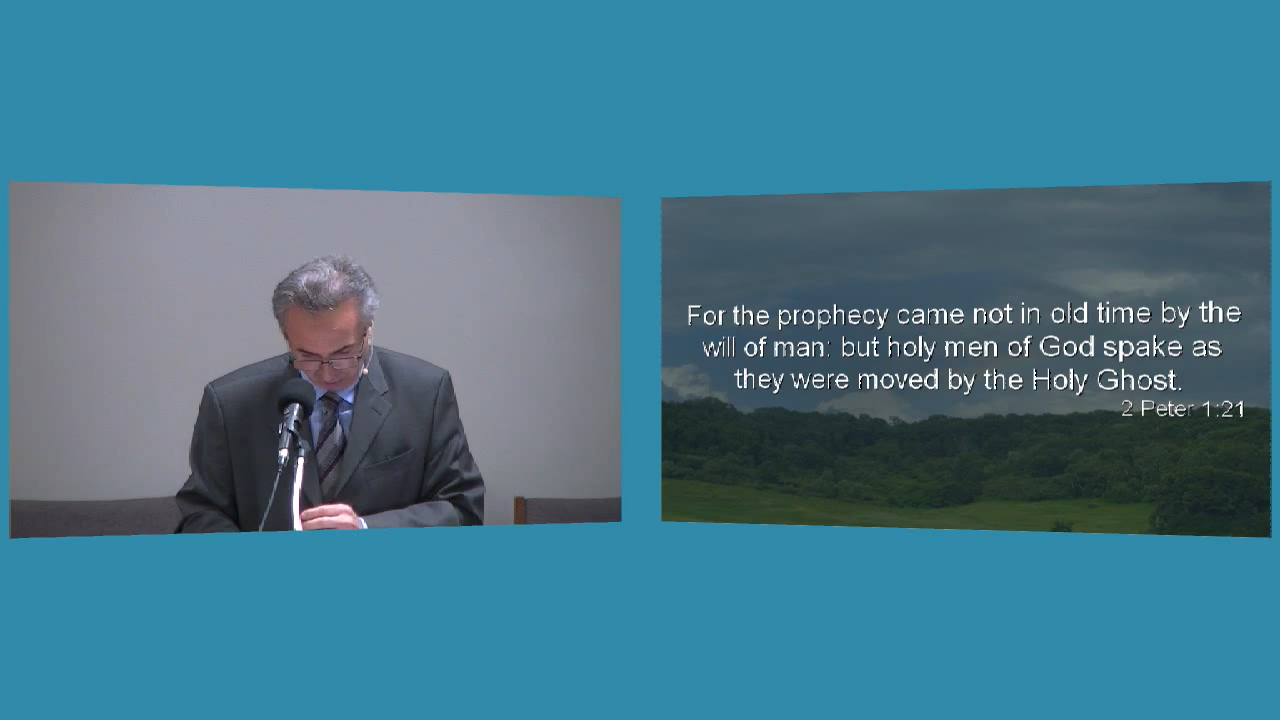 For the prophecy came not in old time by the
will of man: but holy men of God spake as
they were moved by the Holy Ghost.
2 Peter 1:21